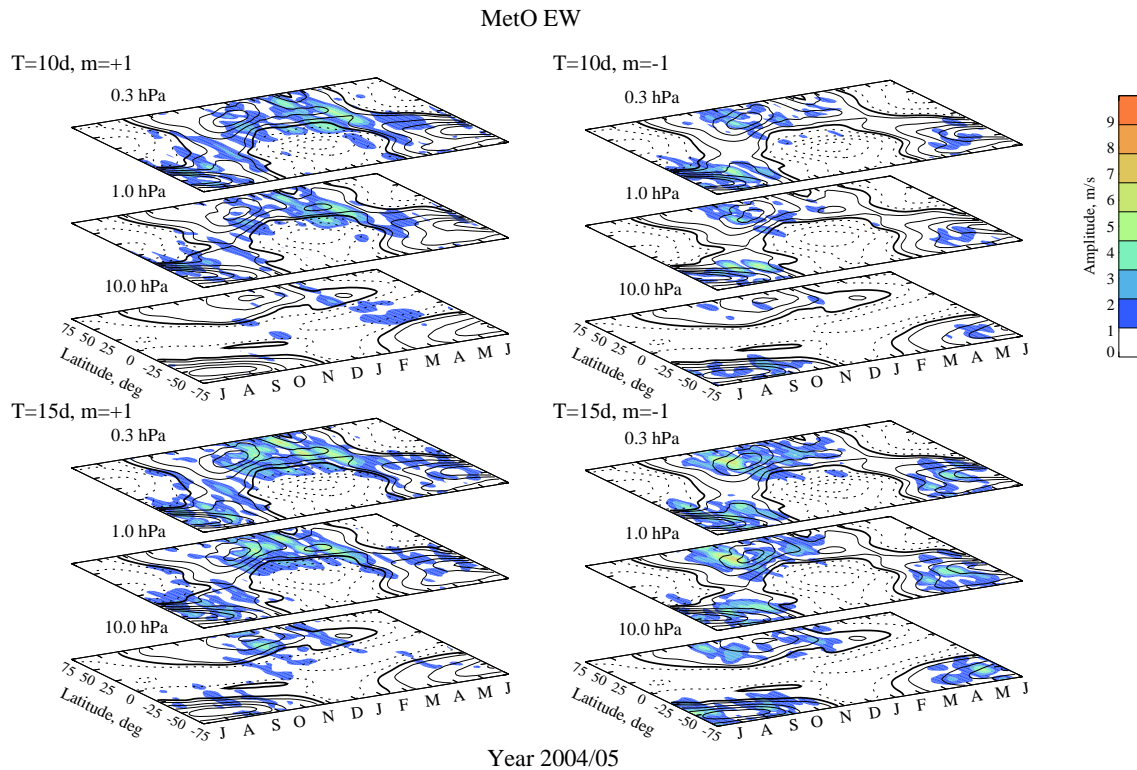 MetO EW
T=10d, m=+1
0.3 hPa
1.0 hPa
10.0 hPa
75 50 25 0 -25 -50 -75
Latitude, deg
J A S O N D J F M A M J
T=10d, m=-1
0.3 hPa
1.0 hPa
10.0 hPa
75 50 25 0 -25 -50 -75
Latitude, deg
J A S O N D J F M A M J
9
8
7
6
5
4
3
2
1
0
Amplitude, m/s
T=15d, m=+1
0.3 hPa
1.0 hPa
10.0 hPa
75 50 25 0 -25 -50 -75
Latitude, deg
J A S O N D J F M A M J
T=15d, m=-1
0.3 hPa
1.0 hPa
10.0 hPa
75 50 25 0 -25 -50 -75
Latitude, deg
J A S O N D J F M A M J
Year 2004/05